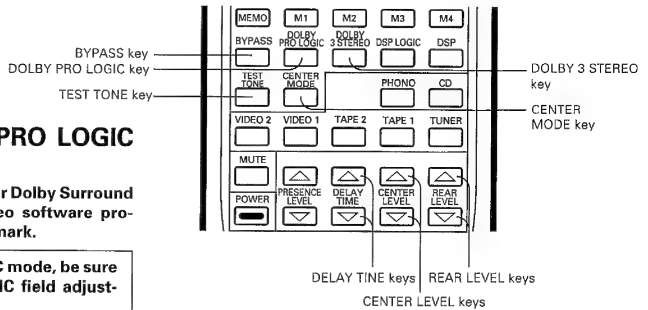 MEMO M1 M2 M3 M4
BYPASS DOLBY PRO LOGIC DOLBY 3 STEREO DSP LOGIC DSP
BYPASS key
DOLBY PRO LOGIC key
TEST TONE key
TEST TONE CENTER MODE PHONO CD
DOLBY 3 STEREO
key
CENTER
MODE key
VIDEO 2 VIDEO 1 TAPE 2 TAPE 1 TUNER
MUTE
POWER PRESENCE LEVEL DELAY TIME CENTER LEVEL REAR LEVEL
DELAY TINE keys REAR LEVEL keys
CENTER LEVEL keys
PRO LOGIC
r Dolby Surround
eo software pro-
mark.
C mode, be sure
IC field adjust-